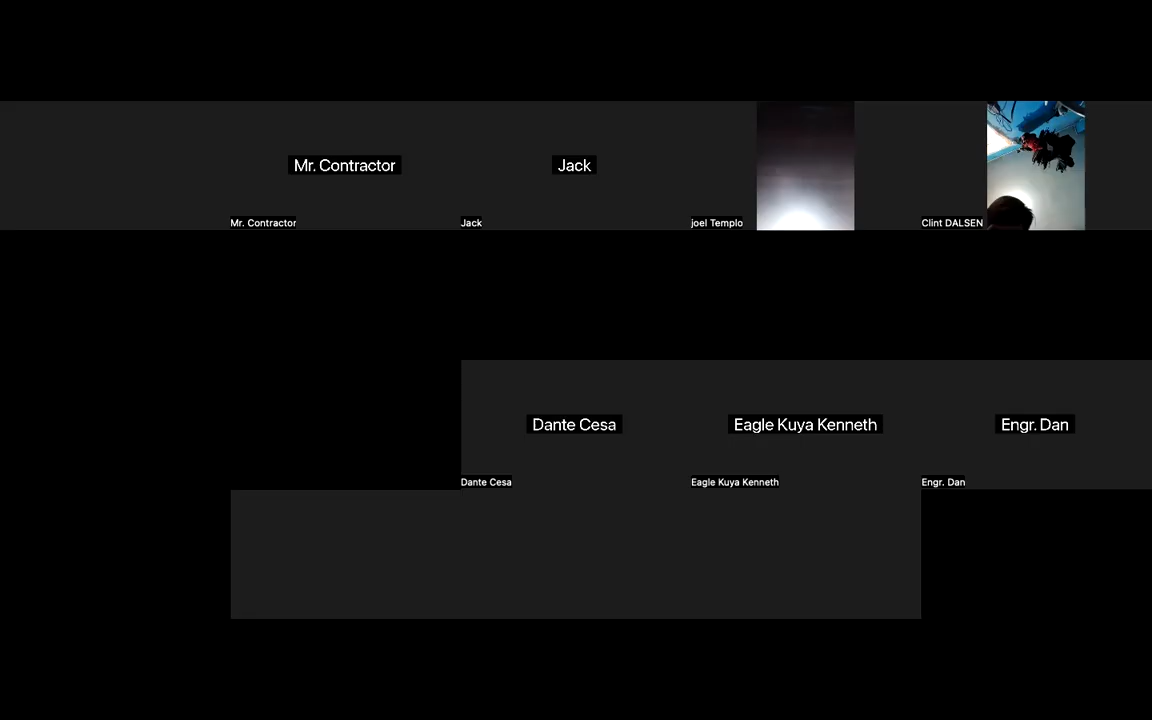 Mr. Contractor
Jack
Mr. Contractor
Jack
joel Templo
Clint DALSEN
Dante Cesa
Eagle Kuya Kenneth
Engr. Dan
Dante Cesa
Eagle Kuya Kenneth
Engr. Dan